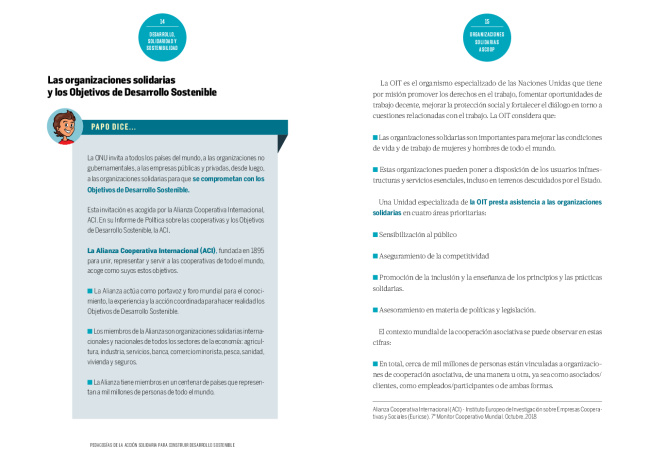 14
DESARROLLO,
SOLIDARIDAD Y
SOSTENIBILIDAD
Las organizaciones solidarias
y los Objetivos de Desarrollo Sostenible
PAPO DICE...
La ONU invita a todos los países del mundo, a las organizaciones no
gubernamentales, a las empresas públicas y privadas, desde luego,
a las organizaciones solidarias para que se comprometan con los
Objetivos de Desarrollo Sostenible.
Esta invitación es acogida por la Alianza Cooperativa Internacional,
ACI. En su Informe de Política sobre las cooperativas y los Objetivos
de Desarrollo Sostenible, la ACI,
La Alianza Cooperativa Internacional (ACI), fundada en 1895
para unir, representar y servir a las cooperativas de todo el mundo,
acoge como suyos estos objetivos.
La Alianza actúa como portavoz y foro mundial para el conoci-
miento, la experiencia y la acción coordinada para hacer realidad los
Objetivos de Desarrollo Sostenible.
Los miembros de la Alianza son organizaciones solidarias interna-
cionales y nacionales de todos los sectores de la economía: agricul-
tura, industria, servicios, banca, comercio minorista, pesca, sanidad,
vivienda y seguros.
La Alianza tiene miembros en un centenar de países que represen-
tan a mil millones de personas de todo el mundo.
PEDAGOGÍAS DE LA ACCIÓN SOLIDARIA PARA CONSTRUIR DESARROLLO SOSTENIBLE
15
ORGANIZACIONES
SOLIDARIAS
ASCOOP
La OIT es el organismo especializado de las Naciones Unidas que tiene
por misión promover los derechos en el trabajo, fomentar oportunidades de
trabajo decente, mejorar la protección social y fortalecer el diálogo en torno a
cuestiones relacionadas con el trabajo. La OIT considera que:
Las organizaciones solidarias son importantes para mejorar las condiciones
de vida y de trabajo de mujeres y hombres de todo el mundo.
Estas organizaciones pueden poner a disposición de los usuarios infraes-
tructuras y servicios esenciales, incluso en terrenos descuidados por el Estado.
Una Unidad especializada de la OIT presta asistencia a las organizaciones
solidarias en cuatro áreas prioritarias:
Sensibilización al público
Aseguramiento de la competitividad
Promoción de la inclusión y la enseñanza de los principios y las prácticas
solidarias.
Asesoramiento en materia de políticas y legislación.
El contexto mundial de la cooperación asociativa se puede observar en estas
cifras:
En total, cerca de mil millones de personas están vinculadas a organizacio-
nes de cooperación asociativa, de una manera u otra, ya sea como asociados/
clientes, como empleados/participantes o de ambas formas.
Alianza Cooperativa Internacional (ACI) - Instituto Europeo de Investigación sobre Empresas Coopera-
tivas y Sociales (Euricse). 7° Monitor Cooperativo Mundial. Octubre, 2018